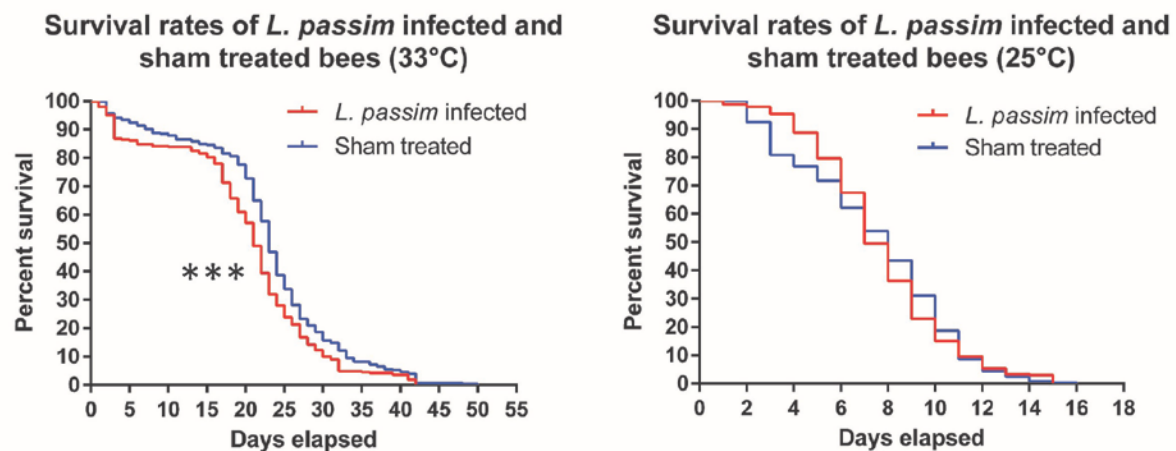 Survival rates of L. passim infected and
sham treated bees (33°C)
100
90
80
70
60
50
40
30
20
10
0
Percent survival
L. passim infected
Sham treated
***
0 5 10 15 20 25 30 35 40 45 50 55
Days elapsed
Survival rates of L. passim infected and
sham treated bees (25°C)
100
90
80
70
60
50
40
30
20
10
0
Percent survival
L. passim infected
Sham treated
0 2 4 6 8 10 12 14 16 18
Days elapsed